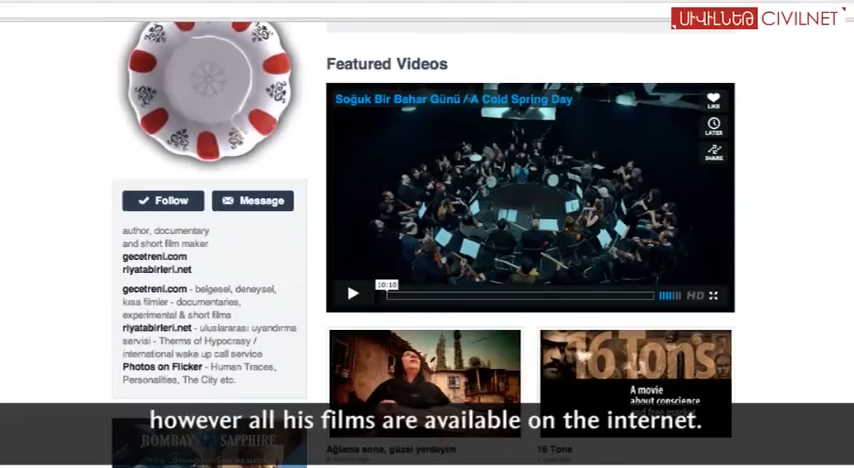 ՍԻՎԻԼՆԵԹ CIVILNET
Featured Videos
Soğuk Bir Bahar Günü / A Cold Spring Day
LIKE
LATER
SHARE
Follow
Message
author, documentary
and short film maker
gecetreni.com
riyatabirleri.net
gecetreni.com - belgesel, deneysel,
kısa filmler - documentaries,
experimental & short films
riyatabirleri.net - uluslararası uyandırma
servisi - Therms of Hypocrasy /
international wake up call service
Photos on Flicker - Human Traces,
Personalities, The City etc.
10:10
HD
16 Tons
A movie
about conscience
and free market
however all his films are available on the internet.
BOMBAY SAPPHIRE
Ağlama anne, güzel yerdeyim
16 Tons